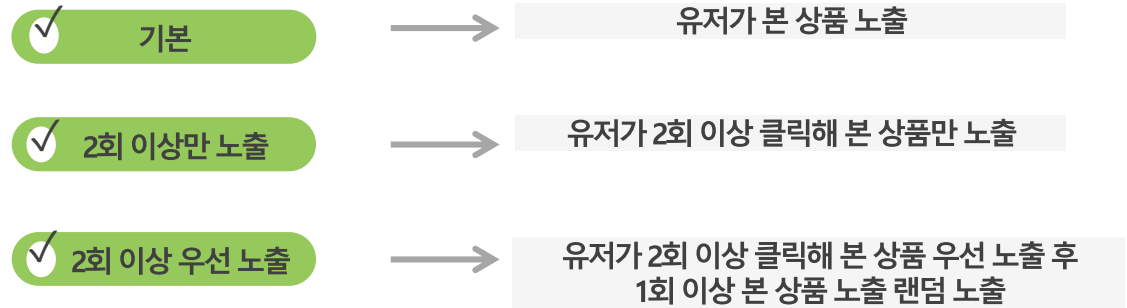 기본
유저가 본 상품 노출
2회 이상만 노출
유저가 2회 이상 클릭해 본 상품만 노출
2회 이상 우선 노출
유저가 2회 이상 클릭해 본 상품 우선 노출 후
1회 이상 본 상품 노출 랜덤 노출